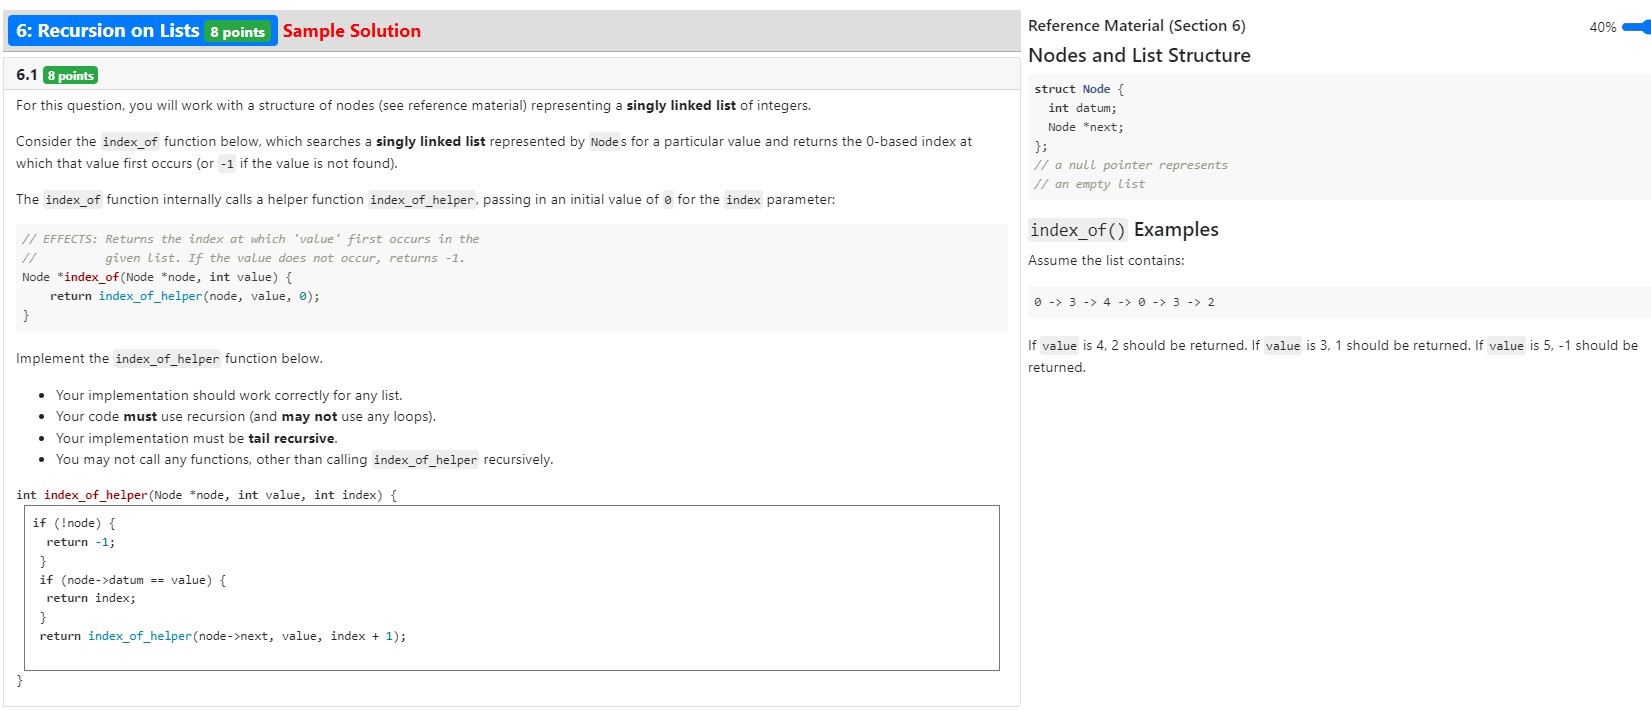 6: Recursion on Lists 8 points Sample Solution
6.1 8 points
For this question, you will work with a structure of nodes (see reference material) representing a singly linked list of integers.
Consider the index_of function below, which searches a singly linked list represented by Nodes for a particular value and returns the 0-based index at
which that value first occurs (or -1 if the value is not found).
The index_of function internally calls a helper function index_of_helper, passing in an initial value of 0 for the index parameter:
// EFFECTS: Returns the index at which 'value' first occurs in the
//          given list. If the value does not occur, returns -1.
Node *index_of(Node *node, int value) {
    return index_of_helper(node, value, 0);
}
Implement the index_of_helper function below.
• Your implementation should work correctly for any list.
• Your code must use recursion (and may not use any loops).
• Your implementation must be tail recursive.
• You may not call any functions, other than calling index_of_helper recursively.
int index_of_helper(Node *node, int value, int index) {
if (!node) {
  return -1;
 }
 if (node->datum == value) {
  return index;
 }
 return index_of_helper(node->next, value, index + 1);
}
Reference Material (Section 6)
40%
Nodes and List Structure
struct Node {
  int datum;
  Node *next;
};
// a null pointer represents
// an empty list
index_of() Examples
Assume the list contains:
0 -> 3 -> 4 -> 0 -> 3 -> 2
If value is 4, 2 should be returned. If value is 3, 1 should be returned. If value is 5, -1 should be
returned.